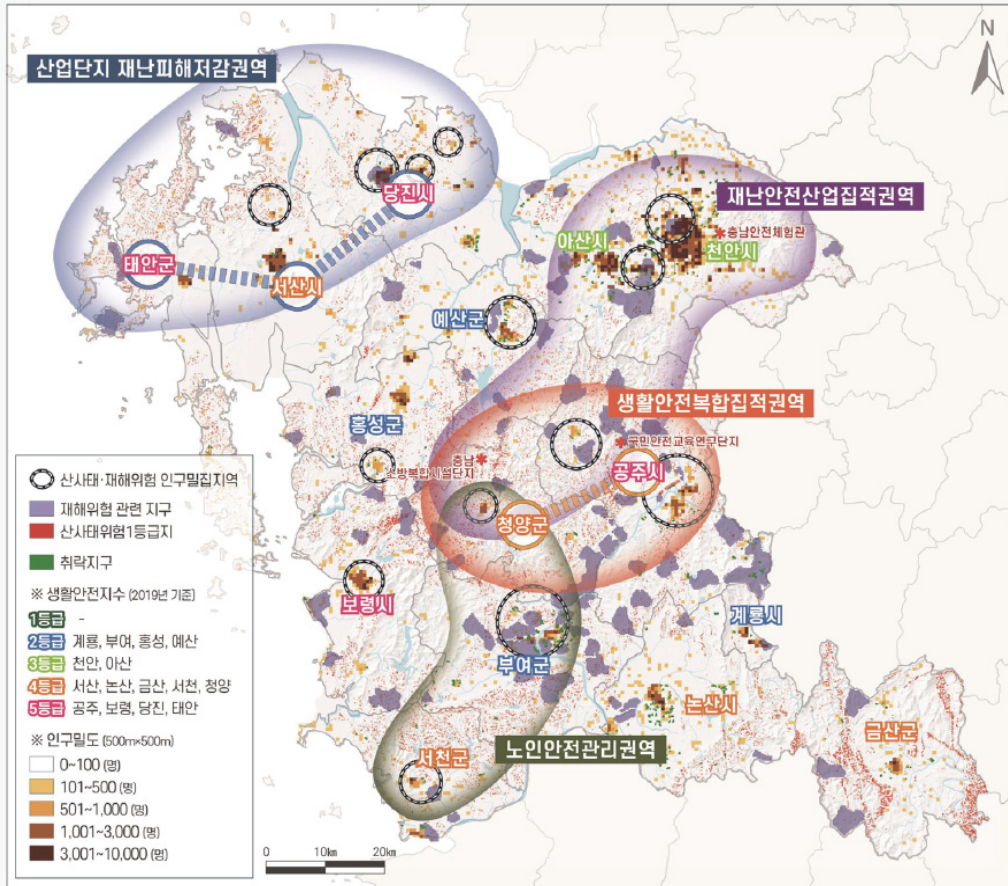 N
산업단지 재난피해저감권역
당진시
재난안전산업집적권역
충남안전체험관
아산시
천안시
태안군
서산시
예산군
생활안전복합집적권역
홍성군
국민안전교육연구단지
충남
소방복합시설단지
공주시
청양군
보령시
계룡시
부여군
논산시
노인안전관리권역
금산군
서천군
산사태·재해위험 인구밀집지역
재해위험 관련 지구
산사태위험1등급지
취락지구
※ 생활안전지수 (2019년 기준)
1등급 -
2등급 계룡, 부여, 홍성, 예산
3등급 천안, 아산
4등급 서산, 논산, 금산, 서천, 청양
5등급 공주, 보령, 당진, 태안
※ 인구밀도 (500m×500m)
0~100 (명)
101~500 (명)
501~1,000 (명)
1,001~3,000 (명)
3,001~10,000 (명)
0 10km 20km